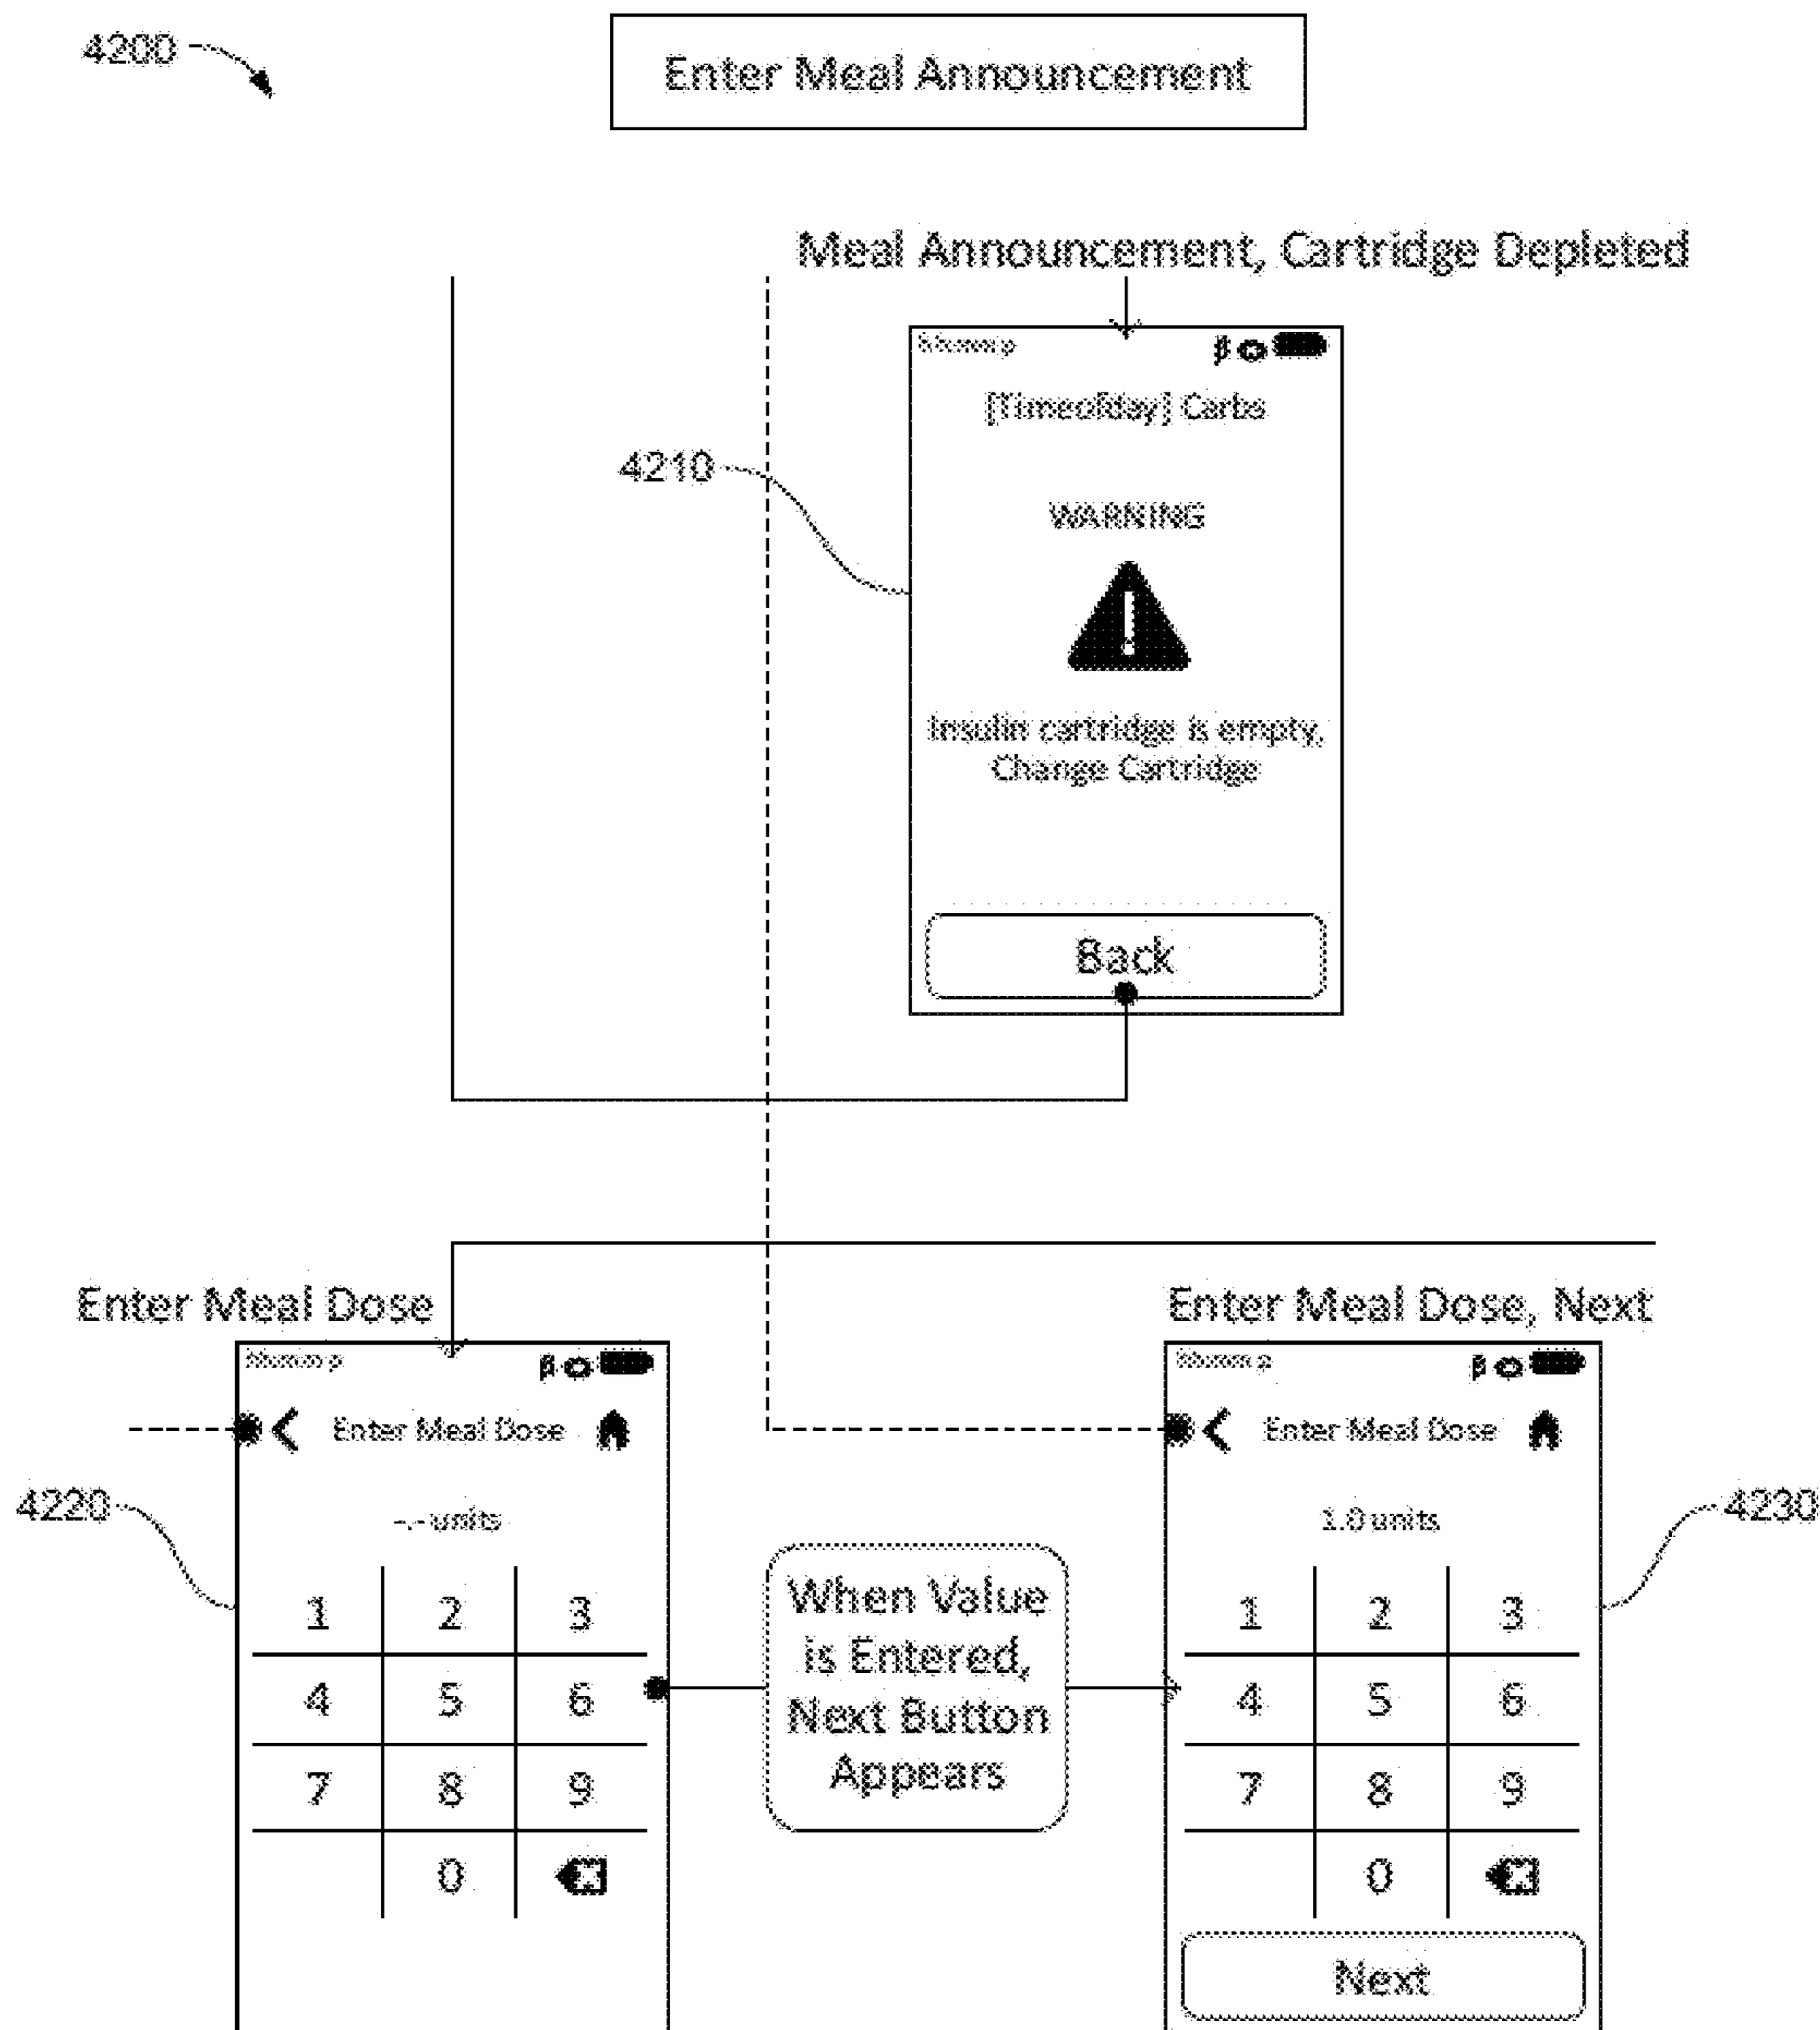 4200
Enter Meal Announcement
Meal Announcement, Cartridge Depleted
β
[Timeofday] Carbs
4210
WARNING
Insulin cartridge is empty,
Change Cartridge
Back
Enter Meal Dose
β
Enter Meal Dose
4220
-.- units
1 2 3
4 5 6
7 8 9
0
When Value
is Entered,
Next Button
Appears
Enter Meal Dose, Next
β
Enter Meal Dose
4230
1.0 units
1 2 3
4 5 6
7 8 9
0
Next